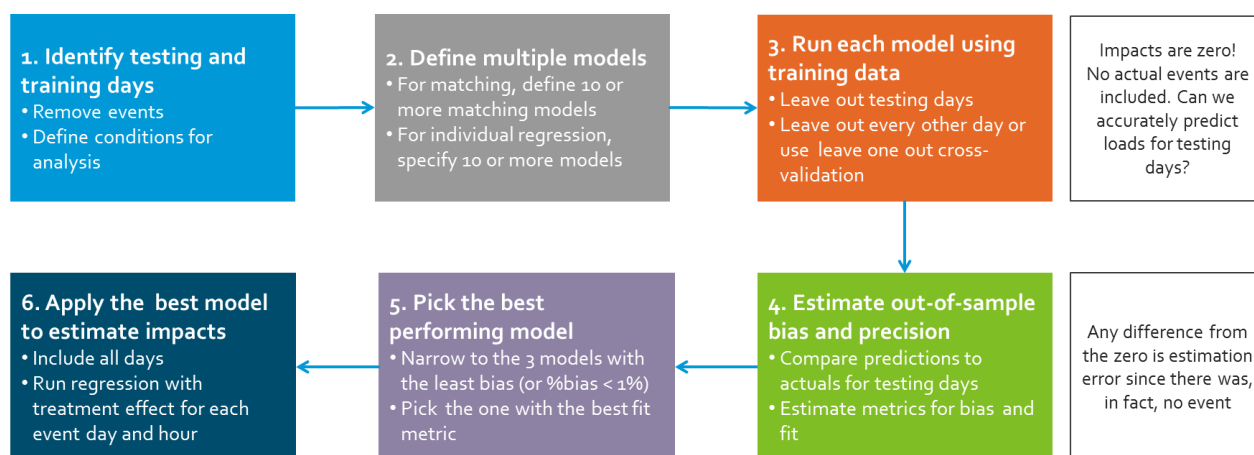 1. Identify testing and
training days
• Remove events
• Define conditions for
analysis
2. Define multiple models
• For matching, define 10 or
more matching models
• For individual regression,
specify 10 or more models
3. Run each model using
training data
• Leave out testing days
• Leave out every other day or
use leave one out cross-
validation
Impacts are zero!
No actual events are
included. Can we
accurately predict
loads for testing
days?
6. Apply the best model
to estimate impacts
• Include all days
• Run regression with
treatment effect for each
event day and hour
5. Pick the best
performing model
• Narrow to the 3 models with
the least bias (or %bias < 1%)
• Pick the one with the best fit
metric
4. Estimate out-of-sample
bias and precision
• Compare predictions to
actuals for testing days
• Estimate metrics for bias and
fit
Any difference from
the zero is estimation
error since there was,
in fact, no event